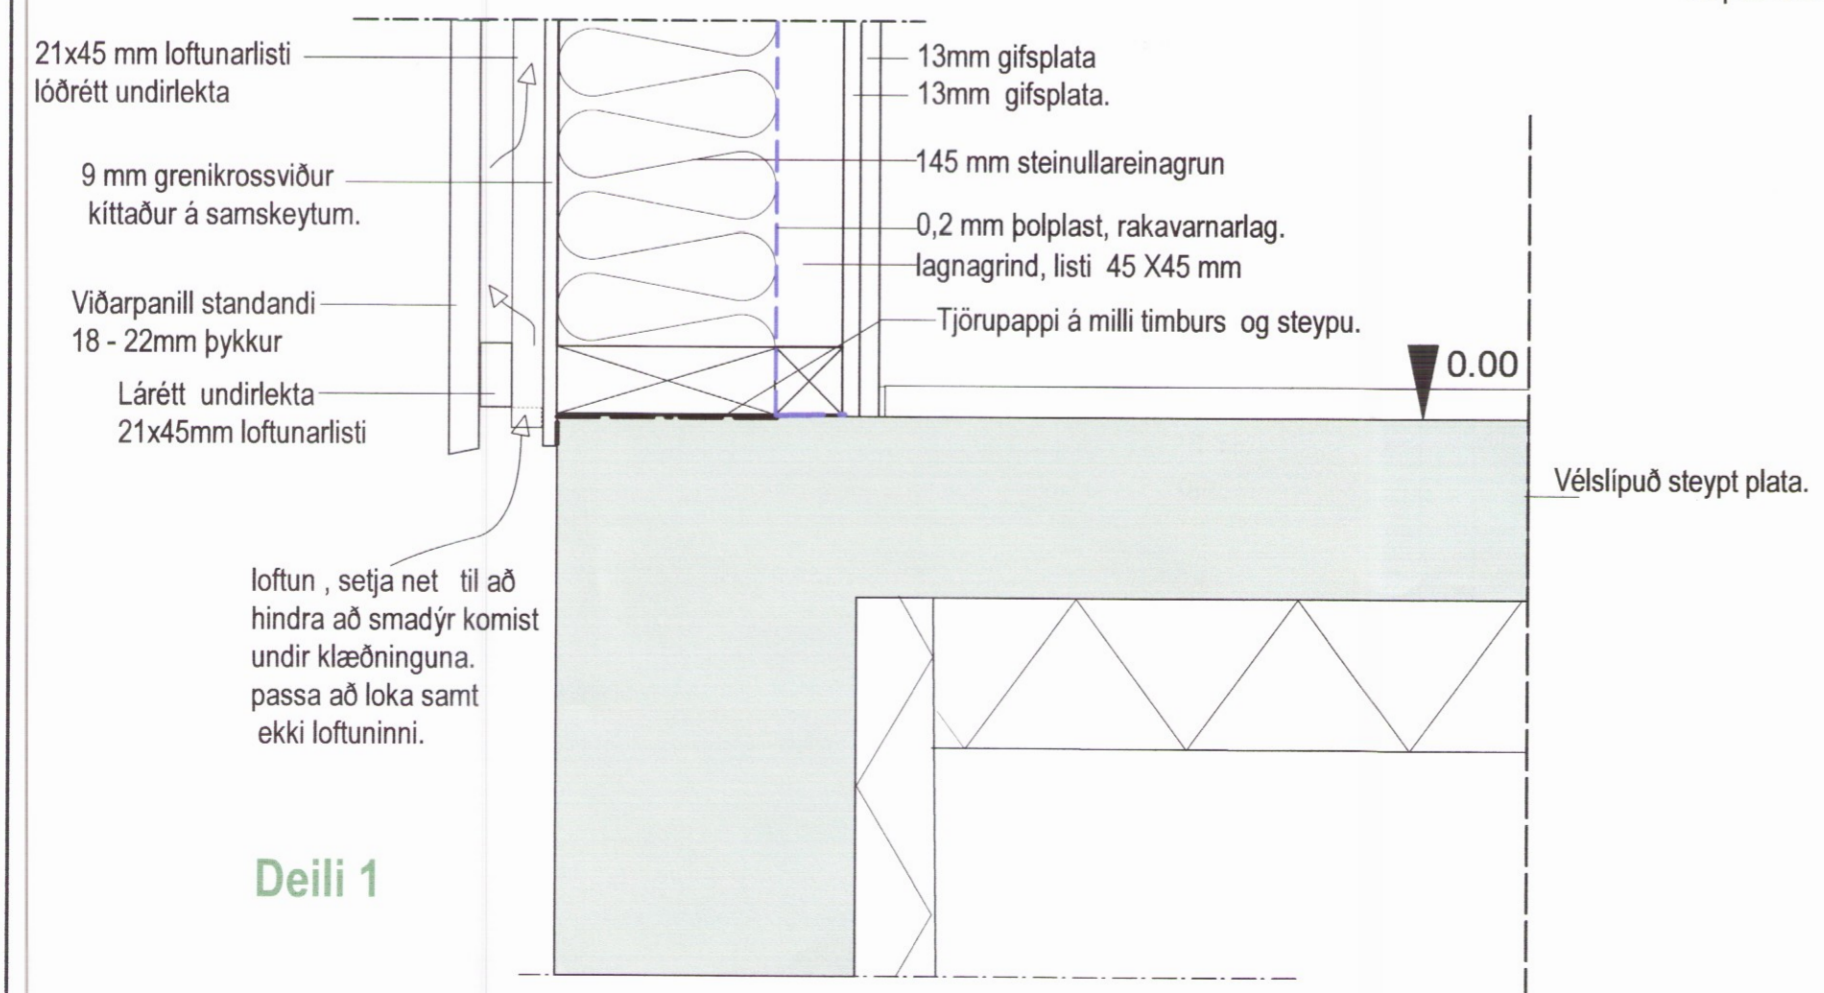 21x45 mm loftunarlisti
lóðrétt undirlekta
9 mm grenikrossviður
kíttaður á samskeytum.
Viðarpanill standandi
18 - 22mm þykkur
Lárétt undirlekta
21x45mm loftunarlisti
loftun , setja net til að
hindra að smadýr komist
undir klæðninguna.
passa að loka samt
ekki loftuninni.
Deili 1
13mm gifsplata
13mm gifsplata.
145 mm steinullareinagrun
0,2 mm þolplast, rakavarnarlag.
lagnagrind, listi 45 X45 mm
Tjörupappi á milli timburs og steypu.
0.00
Vélslípuð steypt plata.